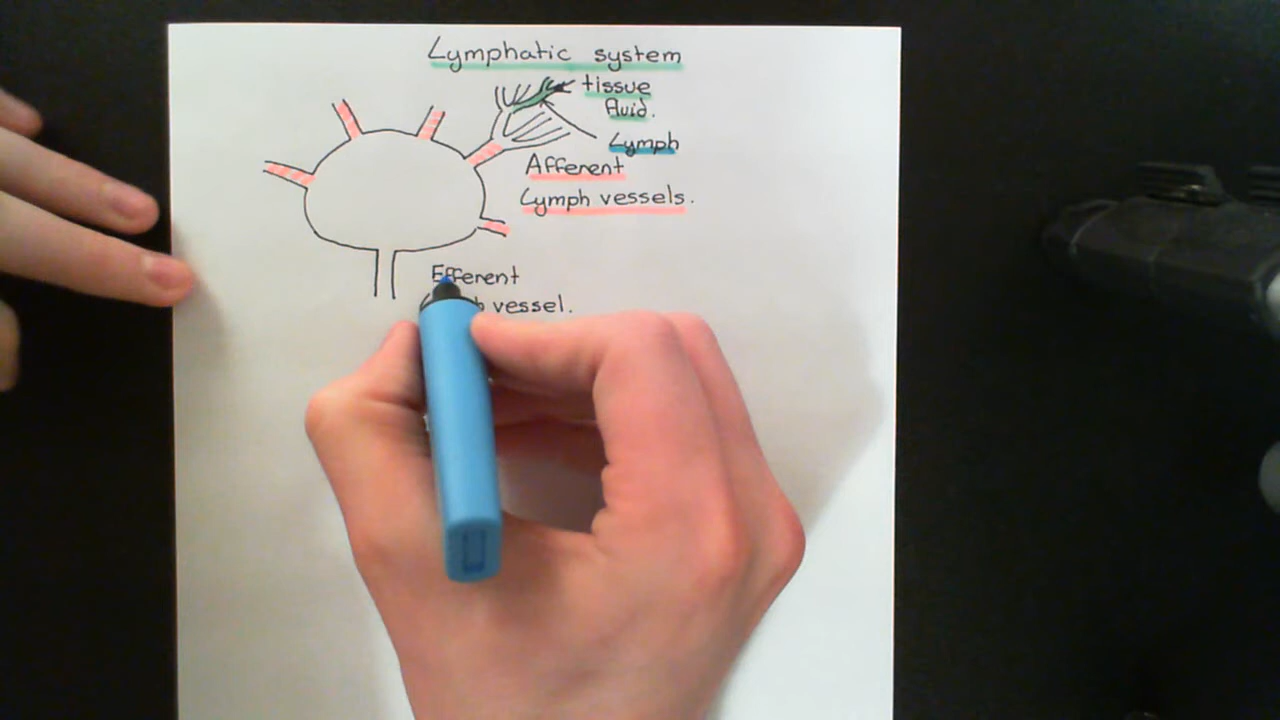 Lymphatic system
tissue
fluid.
Lymph
Afferent
Lymph vessels.
Efferent
vessel.